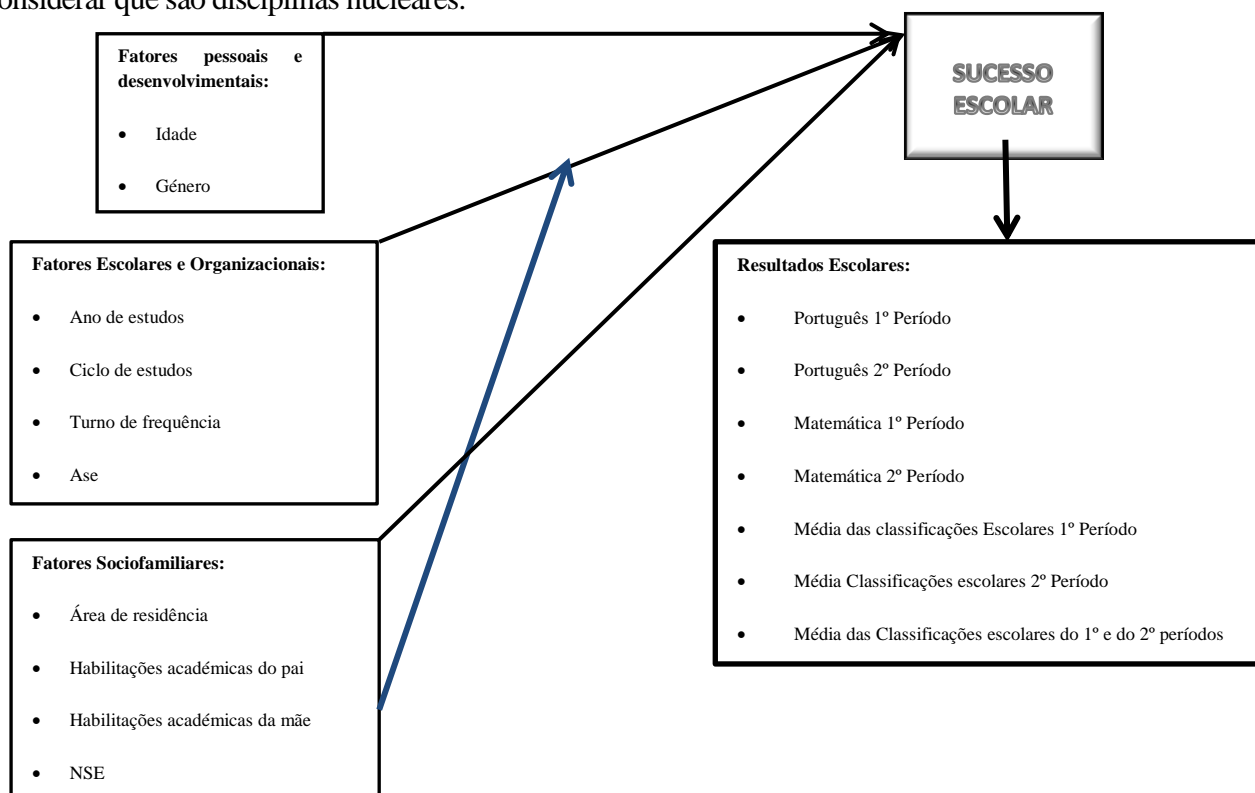 onsiderar que são disciplinas nucleares.
Fatores pessoais e
desenvolvimentais:
• Idade
• Género
SUCESSO
ESCOLAR
Fatores Escolares e Organizacionais:
• Ano de estudos
• Ciclo de estudos
• Turno de frequência
• Ase
Resultados Escolares:
• Português 1º Período
• Português 2º Período
• Matemática 1º Período
• Matemática 2º Período
• Média das classificações Escolares 1º Período
• Média Classificações escolares 2º Período
• Média das Classificações escolares do 1º e do 2º períodos
Fatores Sociofamiliares:
• Área de residência
• Habilitações académicas do pai
• Habilitações académicas da mãe
• NSE